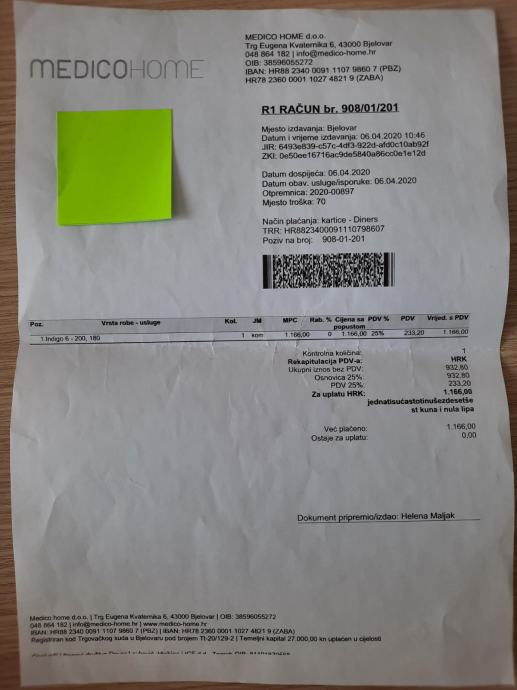 MEDICOHOME
MEDICO HOME d.o.o.
Trg Eugena Kvaternika 6, 43000 Bjelovar
048 864 182 | info@medico-home.hr
OIB: 38596055272
IBAN: HR88 2340 0091 1107 9860 7 (PBZ)
HR78 2360 0001 1027 4821 9 (ZABA)
R1 RAČUN br. 908/01/201
Mjesto izdavanja: Bjelovar
Datum i vrijeme izdavanja: 06.04.2020 10:46
JIR: 6493e839-c57c-4df3-922d-afd0c10ab92f
ZKI: 0e50ee16716ac9de5840a86cc0e1e12d
Datum dospijeća: 06.04.2020
Datum obav. usluge/isporuke: 06.04.2020
Otpremnica: 2020-00897
Mjesto troška: 70
Način plaćanja: kartice - Diners
TRR: HR8823400091110798607
Poziv na broj: 908-01-201
Poz. Vrsta robe - usluge Kol. JM MPC Rab. % Cijena sa popustom PDV % PDV Vrijed. s PDV
1 Indigo 6 - 200, 180 1 kom 1.166,00 0 1.166,00 25% 233,20 1.166,00
Kontrolna količina: 1
Rekapitulacija PDV-a: HRK
Ukupni iznos bez PDV: 932,80
Osnovica 25%: 932,80
PDV 25%: 233,20
Za uplatu HRK: 1.166,00
jednatisućastotinušezdesetše
st kuna i nula lipa
Već plaćeno: 1.166,00
Ostaje za uplatu: 0,00
Dokument pripremio/izdao: Helena Maljak
Medico home d.o.o. | Trg Eugena Kvaternika 6, 43000 Bjelovar | OIB: 38596055272
048 864 182 | info@medico-home.hr | www.medico-home.hr
IBAN: HR88 2340 0091 1107 9860 7 (PBZ) | IBAN: HR78 2360 0001 1027 4821 9 (ZABA)
Registriran kod Trgovačkog suda u Bjelovaru pod brojem Tt-20/129-2 | Temeljni kapital 27.000,00 kn uplaćen u cijelosti